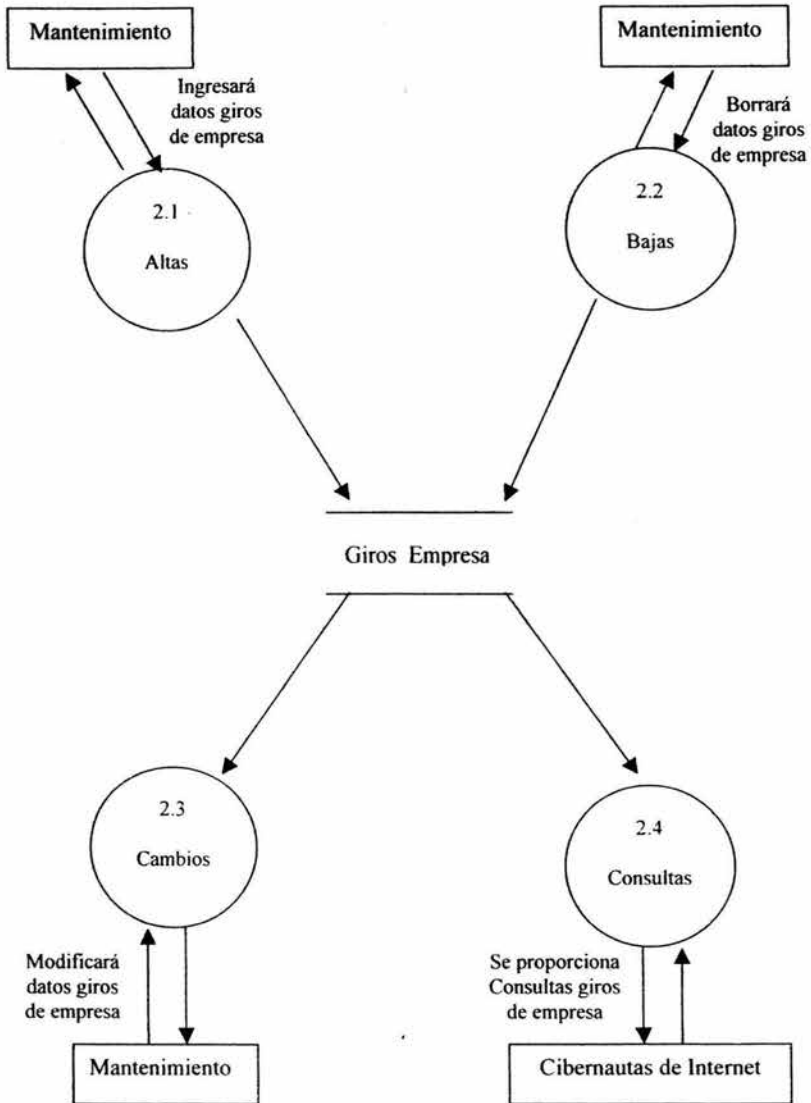 Mantenimiento
Mantenimiento
Ingresará
datos giros
de empresa
Borrará
datos giros
de empresa
2.1
Altas
2.2
Bajas
Giros Empresa
2.3
Cambios
2.4
Consultas
Modificará
datos giros
de empresa
Se proporciona
Consultas giros
de empresa
Mantenimiento
Cibernautas de Internet